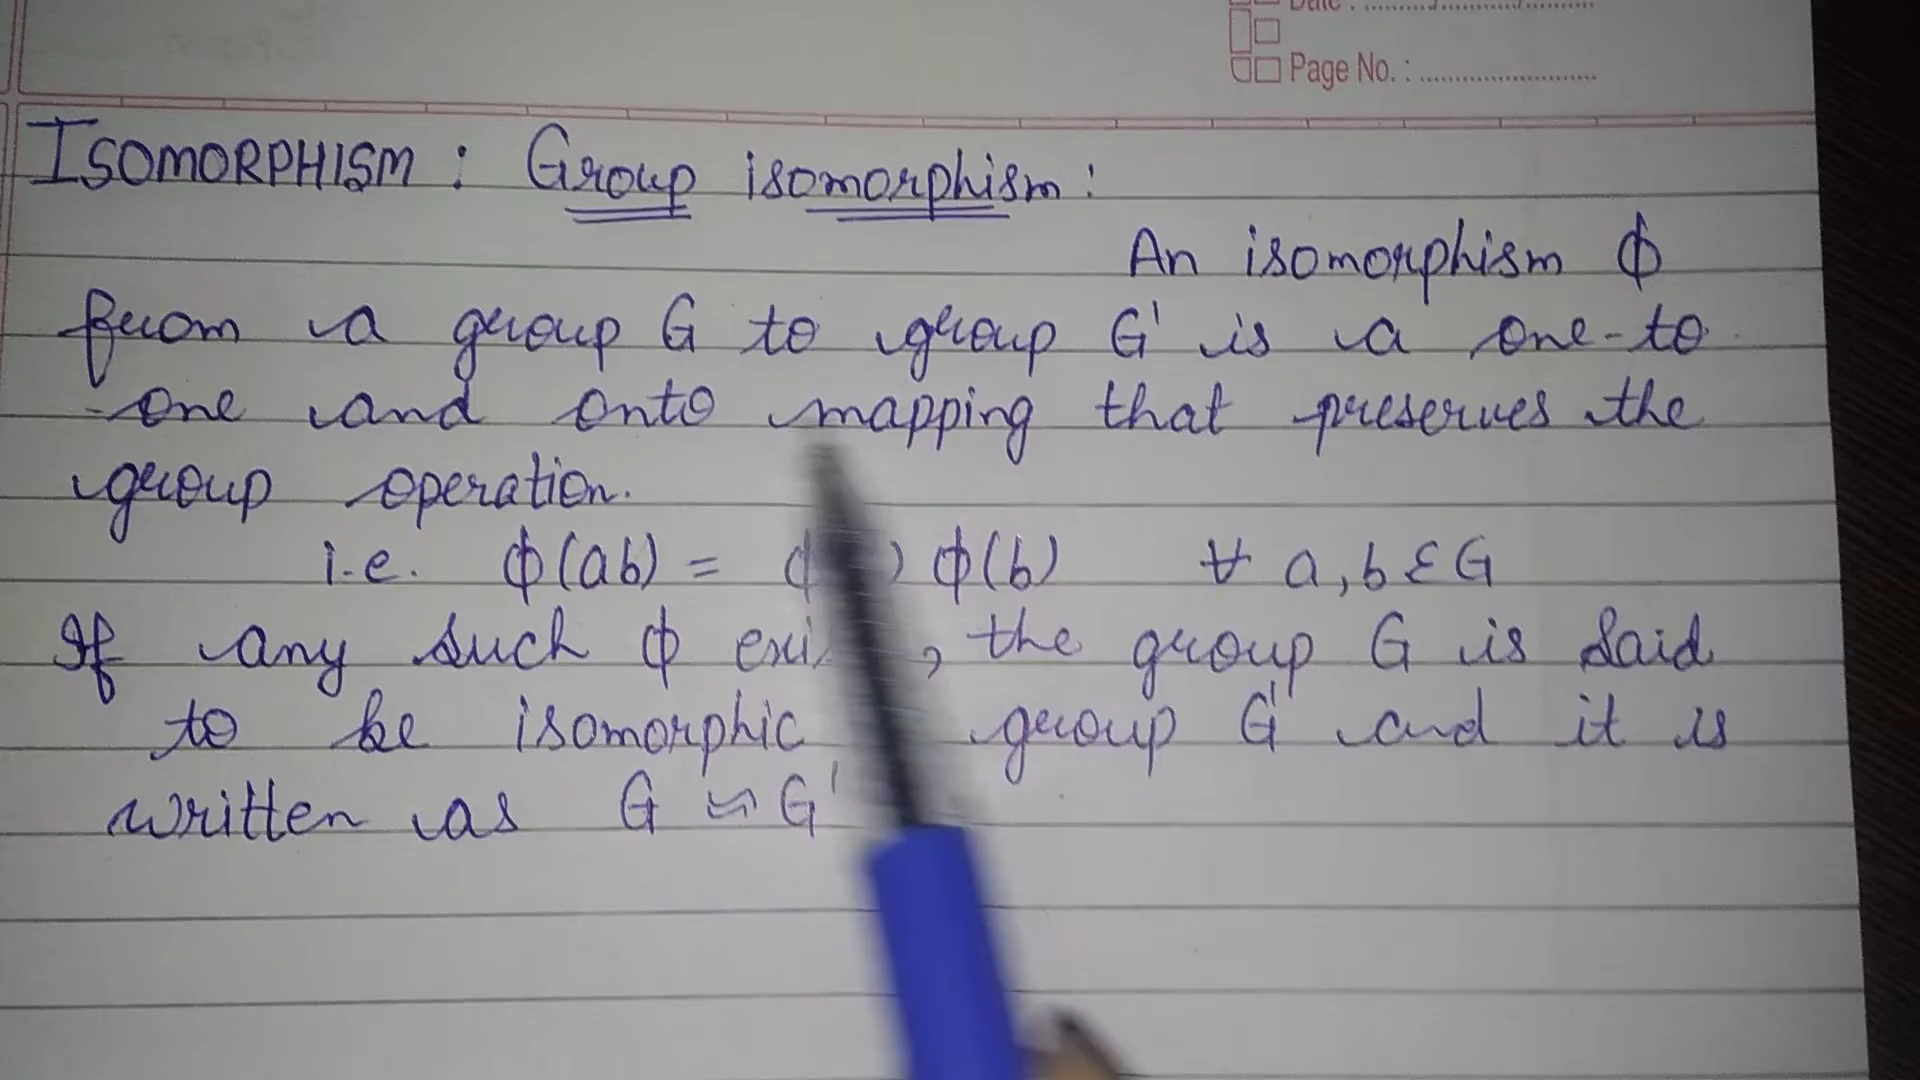 Date : ....../....../......
Page No. : ..........................
ISOMORPHISM : Group isomorphism :
An isomorphism ϕ
from a group G to group G' is a one-to
-one and onto mapping that preserves the
group operation.
i.e. ϕ(ab) = ϕ( ) ϕ(b) ∀ a, b ε G
If any such ϕ , the group G is said
to be isomorphic group G' and it is
written as G ≈ G'